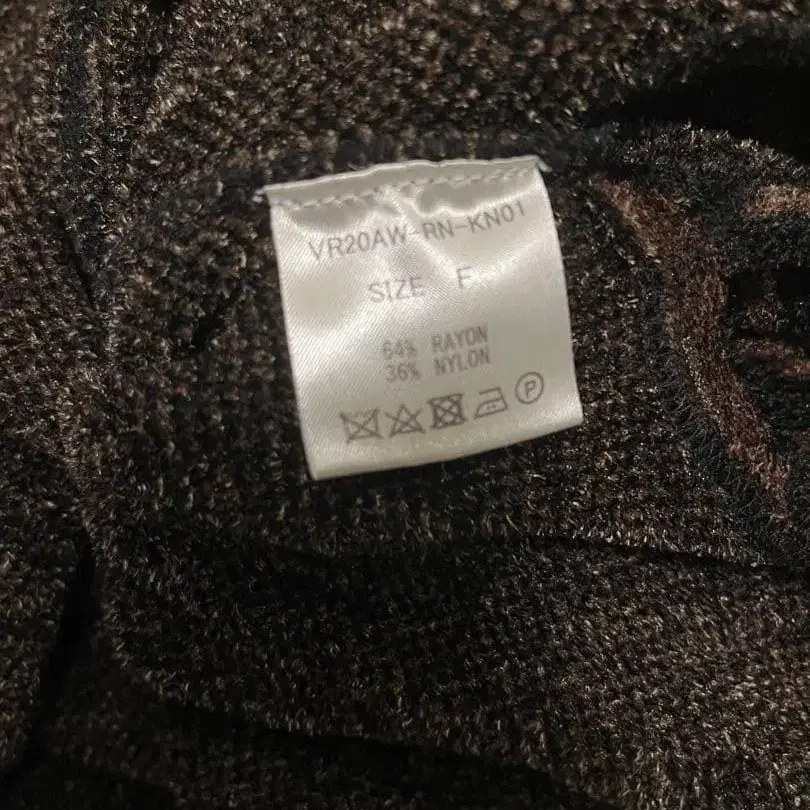 VR20AW-RN-KN01
SIZE F
64% RAYON
36% NYLON
P